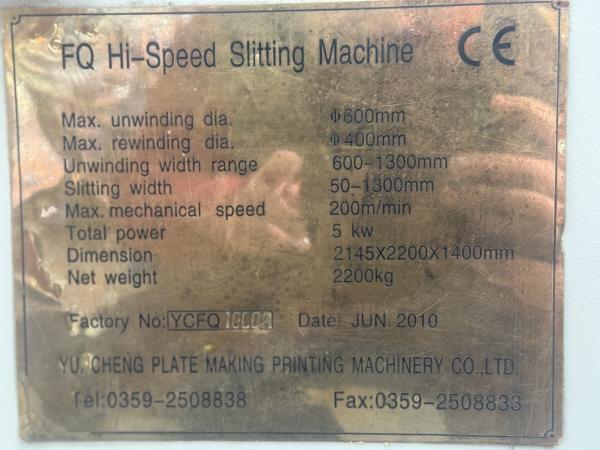 FQ Hi-Speed Slitting Machine CE
Max. unwinding dia. Φ600mm
Max. rewinding dia. Φ400mm
Unwinding width range 600-1300mm
Slitting width 50-1300mm
Max. mechanical speed 200m/min
Total power 5 kw
Dimension 2145X2200X1400mm
Net weight 2200kg
Factory No: Date: JUN. 2010
PLATE MAKING PRINTING MACHINERY CO.,LTD.
Tel:0359-2508838 Fax:0359-2508833